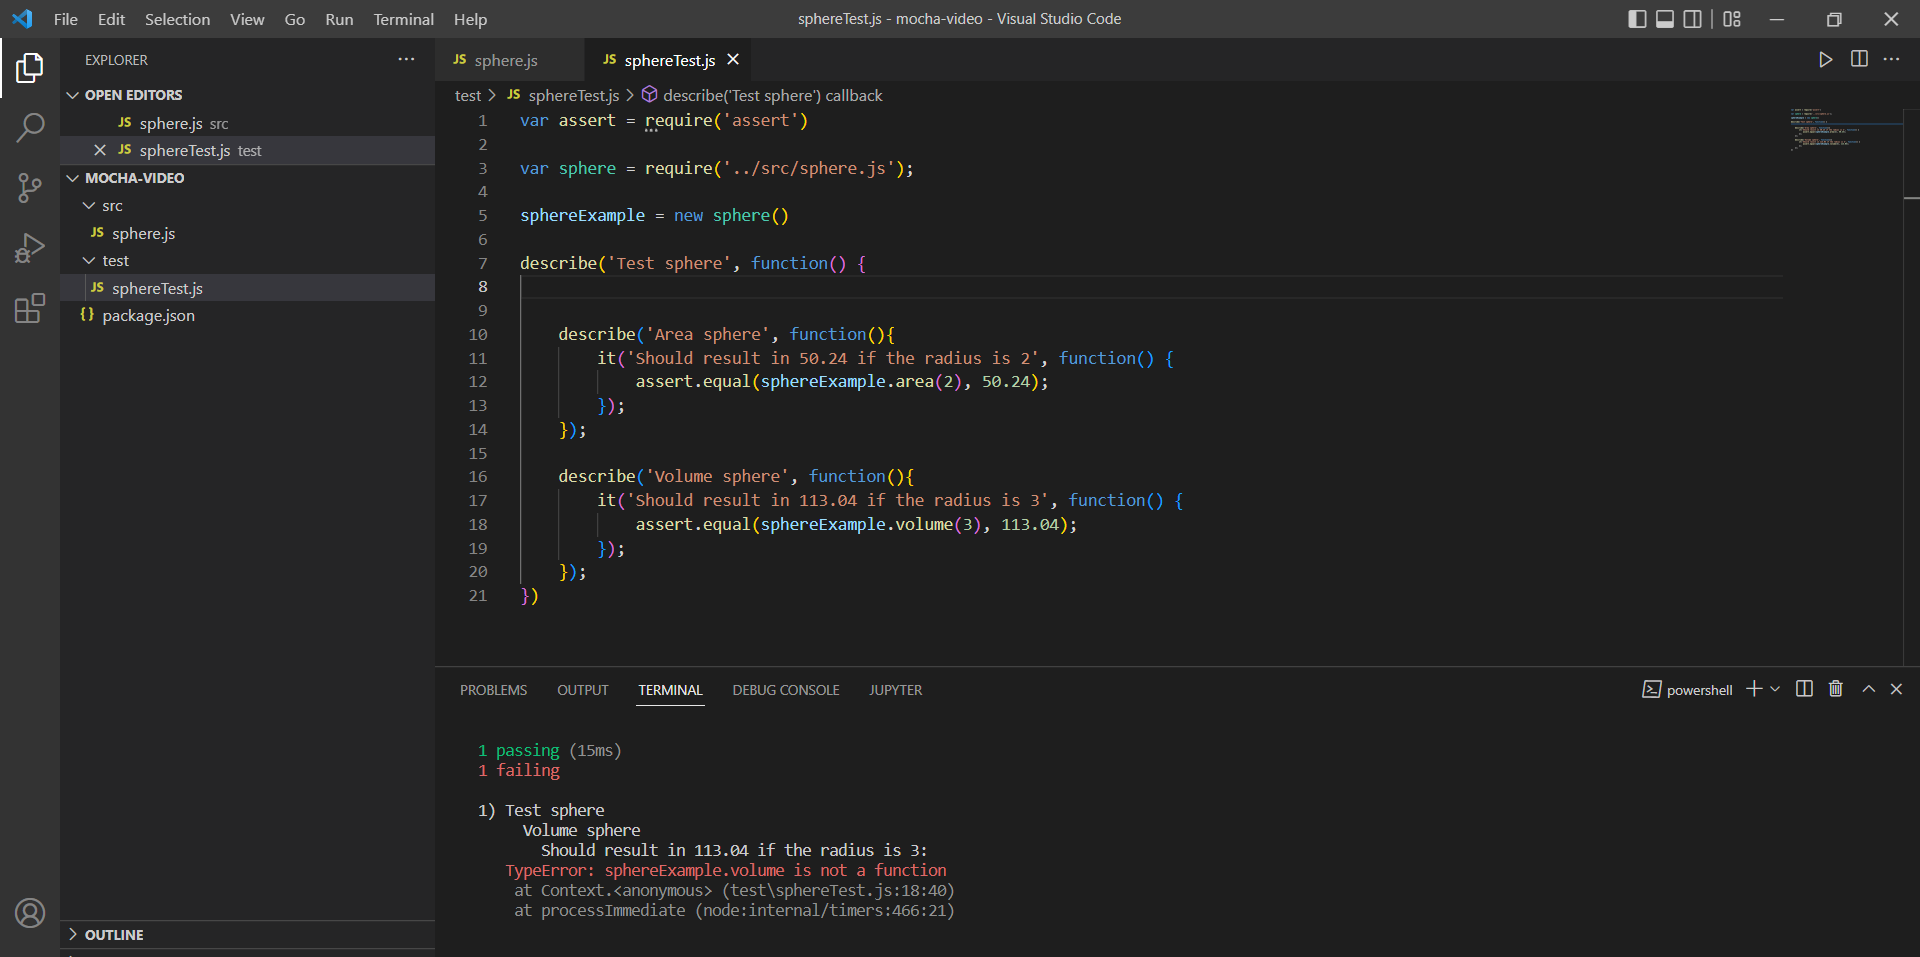 File Edit Selection View Go Run Terminal Help
sphereTest.js - mocha-video - Visual Studio Code
EXPLORER
OPEN EDITORS
JS sphere.js src
JS sphereTest.js test
MOCHA-VIDEO
src
JS sphere.js
test
JS sphereTest.js
{} package.json
OUTLINE
JS sphere.js
JS sphereTest.js
test > JS sphereTest.js > describe('Test sphere') callback
1 var assert = require('assert')
2
3 var sphere = require('../src/sphere.js');
4
5 sphereExample = new sphere()
6
7 describe('Test sphere', function() {
8
9
10 describe('Area sphere', function(){
11 it('Should result in 50.24 if the radius is 2', function() {
12 assert.equal(sphereExample.area(2), 50.24);
13 });
14 });
15
16 describe('Volume sphere', function(){
17 it('Should result in 113.04 if the radius is 3', function() {
18 assert.equal(sphereExample.volume(3), 113.04);
19 });
20 });
21 })
PROBLEMS OUTPUT TERMINAL DEBUG CONSOLE JUPYTER
powershell
1 passing (15ms)
1 failing
1) Test sphere
Volume sphere
Should result in 113.04 if the radius is 3:
TypeError: sphereExample.volume is not a function
at Context.<anonymous> (test\sphereTest.js:18:40)
at processImmediate (node:internal/timers:466:21)